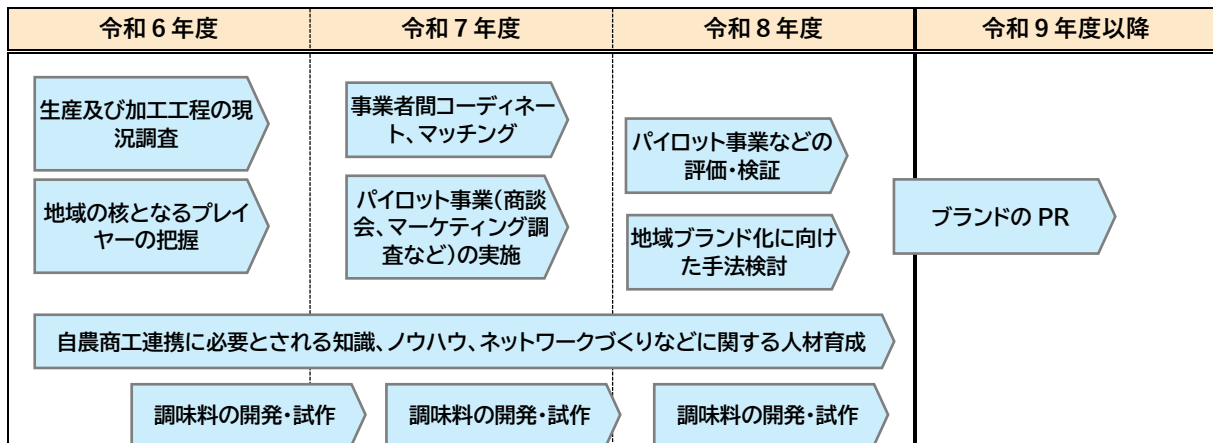 令和6年度
令和7年度
令和8年度
令和9年度以降
生産及び加工工程の現
況調査
事業者間コーディネー
ト、マッチング
パイロット事業などの
評価・検証
地域の核となるプレイ
ヤーの把握
パイロット事業(商談
会、マーケティング調
査など)の実施
地域ブランド化に向け
た手法検討
ブランドの PR
自農商工連携に必要とされる知識、ノウハウ、ネットワークづくりなどに関する人材育成
調味料の開発・試作
調味料の開発・試作
調味料の開発・試作